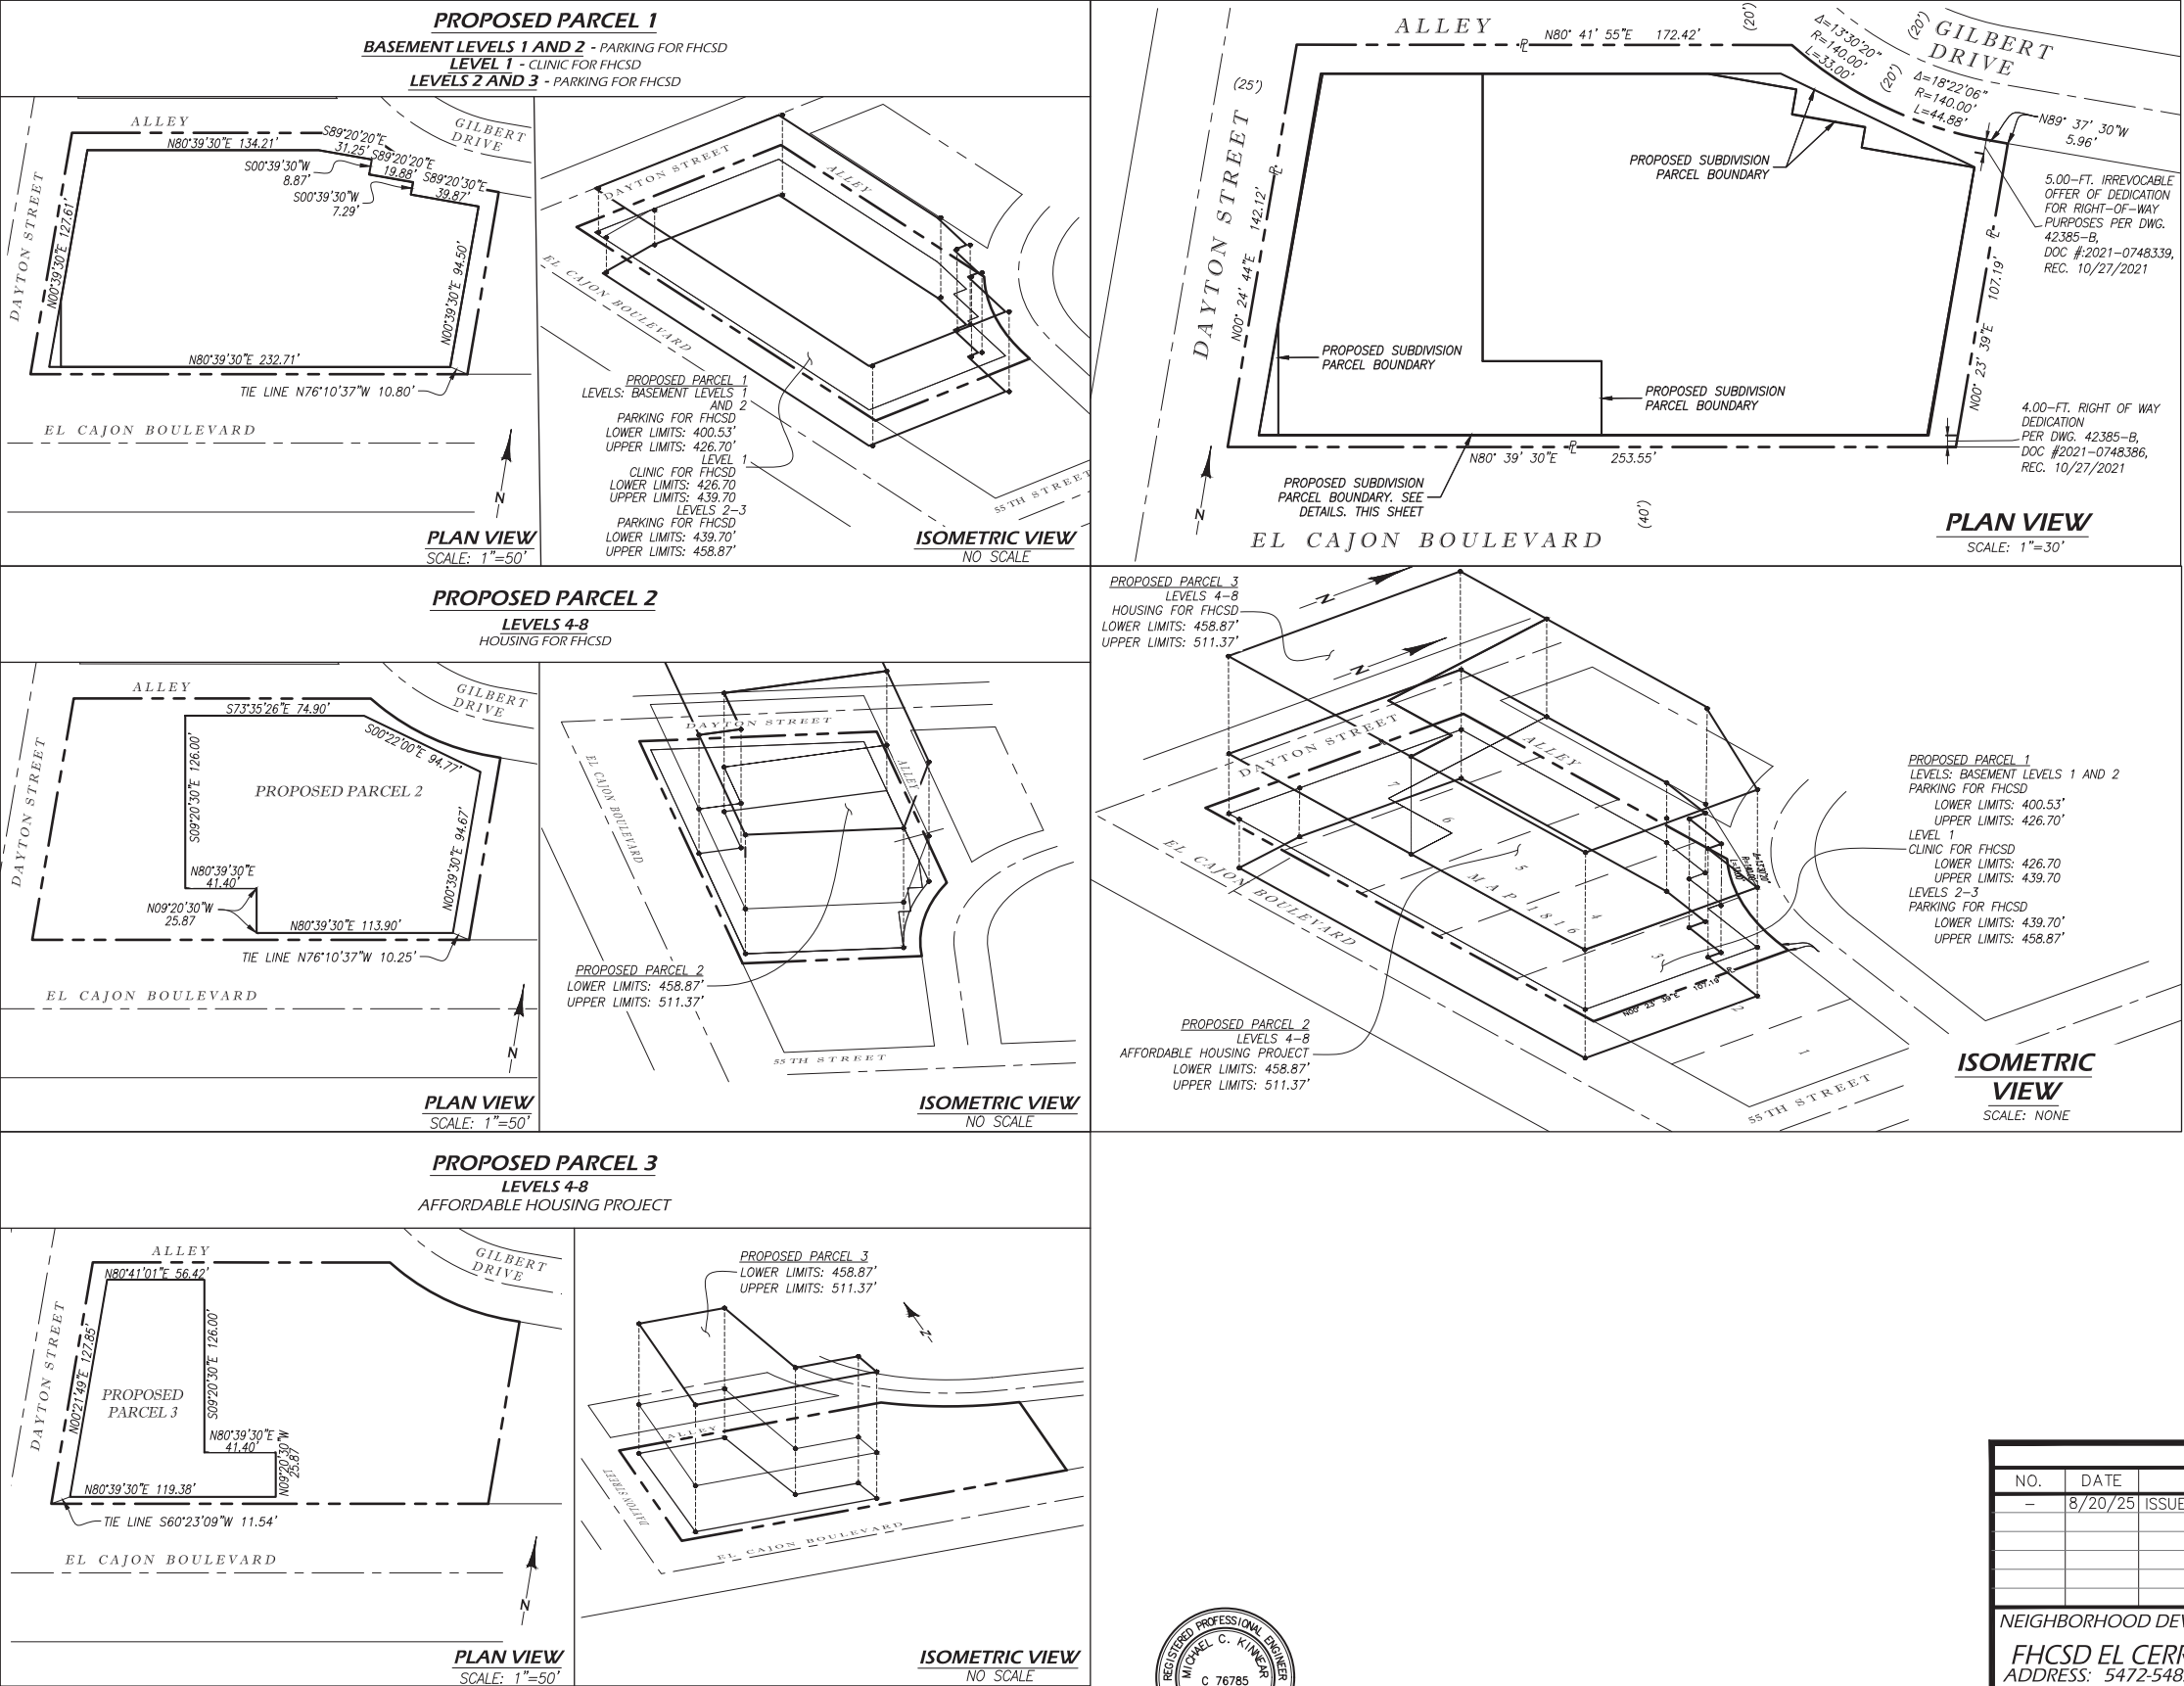 PROPOSED PARCEL 1
BASEMENT LEVELS 1 AND 2 - PARKING FOR FHCSD
LEVEL 1 - CLINIC FOR FHCSD
LEVELS 2 AND 3 - PARKING FOR FHCSD
ALLEY
GILBERT
DRIVE
DAYTON STREET
N80°39'30"E 134.21'
S89°20'20"E
31.25'
S89°20'20"E
19.88'
S89°20'30"E
39.87'
S00°39'30"W
8.87'
S00°39'30"W
7.29'
N00°39'30"E 127.61'
N00°39'30"E 94.50'
N80°39'30"E 232.71'
TIE LINE N76°10'37"W 10.80'
EL CAJON BOULEVARD
N
PLAN VIEW
SCALE: 1"=50'
DAYTON STREET
ALLEY
EL CAJON BOULEVARD
PROPOSED PARCEL 1
LEVELS: BASEMENT LEVELS 1
AND 2
PARKING FOR FHCSD
LOWER LIMITS: 400.53'
UPPER LIMITS: 426.70'
LEVEL 1
CLINIC FOR FHCSD
LOWER LIMITS: 426.70
UPPER LIMITS: 439.70
LEVELS 2-3
PARKING FOR FHCSD
LOWER LIMITS: 439.70'
UPPER LIMITS: 458.87'
55TH STREET
ISOMETRIC VIEW
NO SCALE
ALLEY
N80° 41' 55"E 172.42'
(20')
Δ=13°30'20"
R=140.00'
L=33.00'
(20')
GILBERT
DRIVE
(20')
Δ=18°22'06"
R=140.00'
L=44.88'
N89° 37' 30"W
5.96'
(25')
DAYTON STREET
N00° 24' 44"E 142.12'
PROPOSED SUBDIVISION
PARCEL BOUNDARY
5.00-FT. IRREVOCABLE
OFFER OF DEDICATION
FOR RIGHT-OF-WAY
PURPOSES PER DWG.
42385-B,
DOC #:2021-0748339,
REC. 10/27/2021
N00° 23' 39"E 107.19'
PROPOSED SUBDIVISION
PARCEL BOUNDARY
PROPOSED SUBDIVISION
PARCEL BOUNDARY
4.00-FT. RIGHT OF WAY
DEDICATION
PER DWG. 42385-B,
DOC #2021-0748386,
REC. 10/27/2021
N80° 39' 30"E 253.55'
PROPOSED SUBDIVISION
PARCEL BOUNDARY. SEE
DETAILS. THIS SHEET
(40')
N
EL CAJON BOULEVARD
PLAN VIEW
SCALE: 1"=30'
PROPOSED PARCEL 2
LEVELS 4-8
HOUSING FOR FHCSD
ALLEY
GILBERT
DRIVE
DAYTON STREET
S73°35'26"E 74.90'
S00°22'00"E 94.77'
S09°20'30"E 126.00'
PROPOSED PARCEL 2
N80°39'30"E
41.40'
N09°20'30"W
25.87
N00°39'30"E 94.67'
N80°39'30"E 113.90'
TIE LINE N76°10'37"W 10.25'
EL CAJON BOULEVARD
N
PLAN VIEW
SCALE: 1"=50'
DAYTON STREET
EL CAJON BOULEVARD
ALLEY
PROPOSED PARCEL 2
LOWER LIMITS: 458.87'
UPPER LIMITS: 511.37'
55TH STREET
ISOMETRIC VIEW
NO SCALE
PROPOSED PARCEL 3
LEVELS 4-8
HOUSING FOR FHCSD
LOWER LIMITS: 458.87'
UPPER LIMITS: 511.37'
N
N
DAYTON STREET
ALLEY
EL CAJON BOULEVARD
7
6
5
4
3
2
1
MAP 1816
N00° 23' 39"E 107.19'
PROPOSED PARCEL 1
LEVELS: BASEMENT LEVELS 1 AND 2
PARKING FOR FHCSD
LOWER LIMITS: 400.53'
UPPER LIMITS: 426.70'
LEVEL 1
CLINIC FOR FHCSD
LOWER LIMITS: 426.70
UPPER LIMITS: 439.70
LEVELS 2-3
PARKING FOR FHCSD
LOWER LIMITS: 439.70'
UPPER LIMITS: 458.87'
PROPOSED PARCEL 2
LEVELS 4-8
AFFORDABLE HOUSING PROJECT
LOWER LIMITS: 458.87'
UPPER LIMITS: 511.37'
55TH STREET
ISOMETRIC
VIEW
SCALE: NONE
PROPOSED PARCEL 3
LEVELS 4-8
AFFORDABLE HOUSING PROJECT
ALLEY
GILBERT
DRIVE
DAYTON STREET
N80°41'01"E 56.42'
N00°21'49"E 127.85'
S09°20'30"E 126.00'
PROPOSED
PARCEL 3
N80°39'30"E
41.40'
N09°20'30"W
25.87
N80°39'30"E 119.38'
TIE LINE S60°23'09"W 11.54'
EL CAJON BOULEVARD
N
PLAN VIEW
SCALE: 1"=50'
PROPOSED PARCEL 3
LOWER LIMITS: 458.87'
UPPER LIMITS: 511.37'
N
ALLEY
DAYTON STREET
EL CAJON BOULEVARD
ISOMETRIC VIEW
NO SCALE
REGISTERED PROFESSIONAL ENGINEER
MICHAEL C. KINNEAR
C 76785
NO. DATE
- 8/20/25 ISSUE
NEIGHBORHOOD DEV
FHCSD EL CERR
ADDRESS: 5472-548